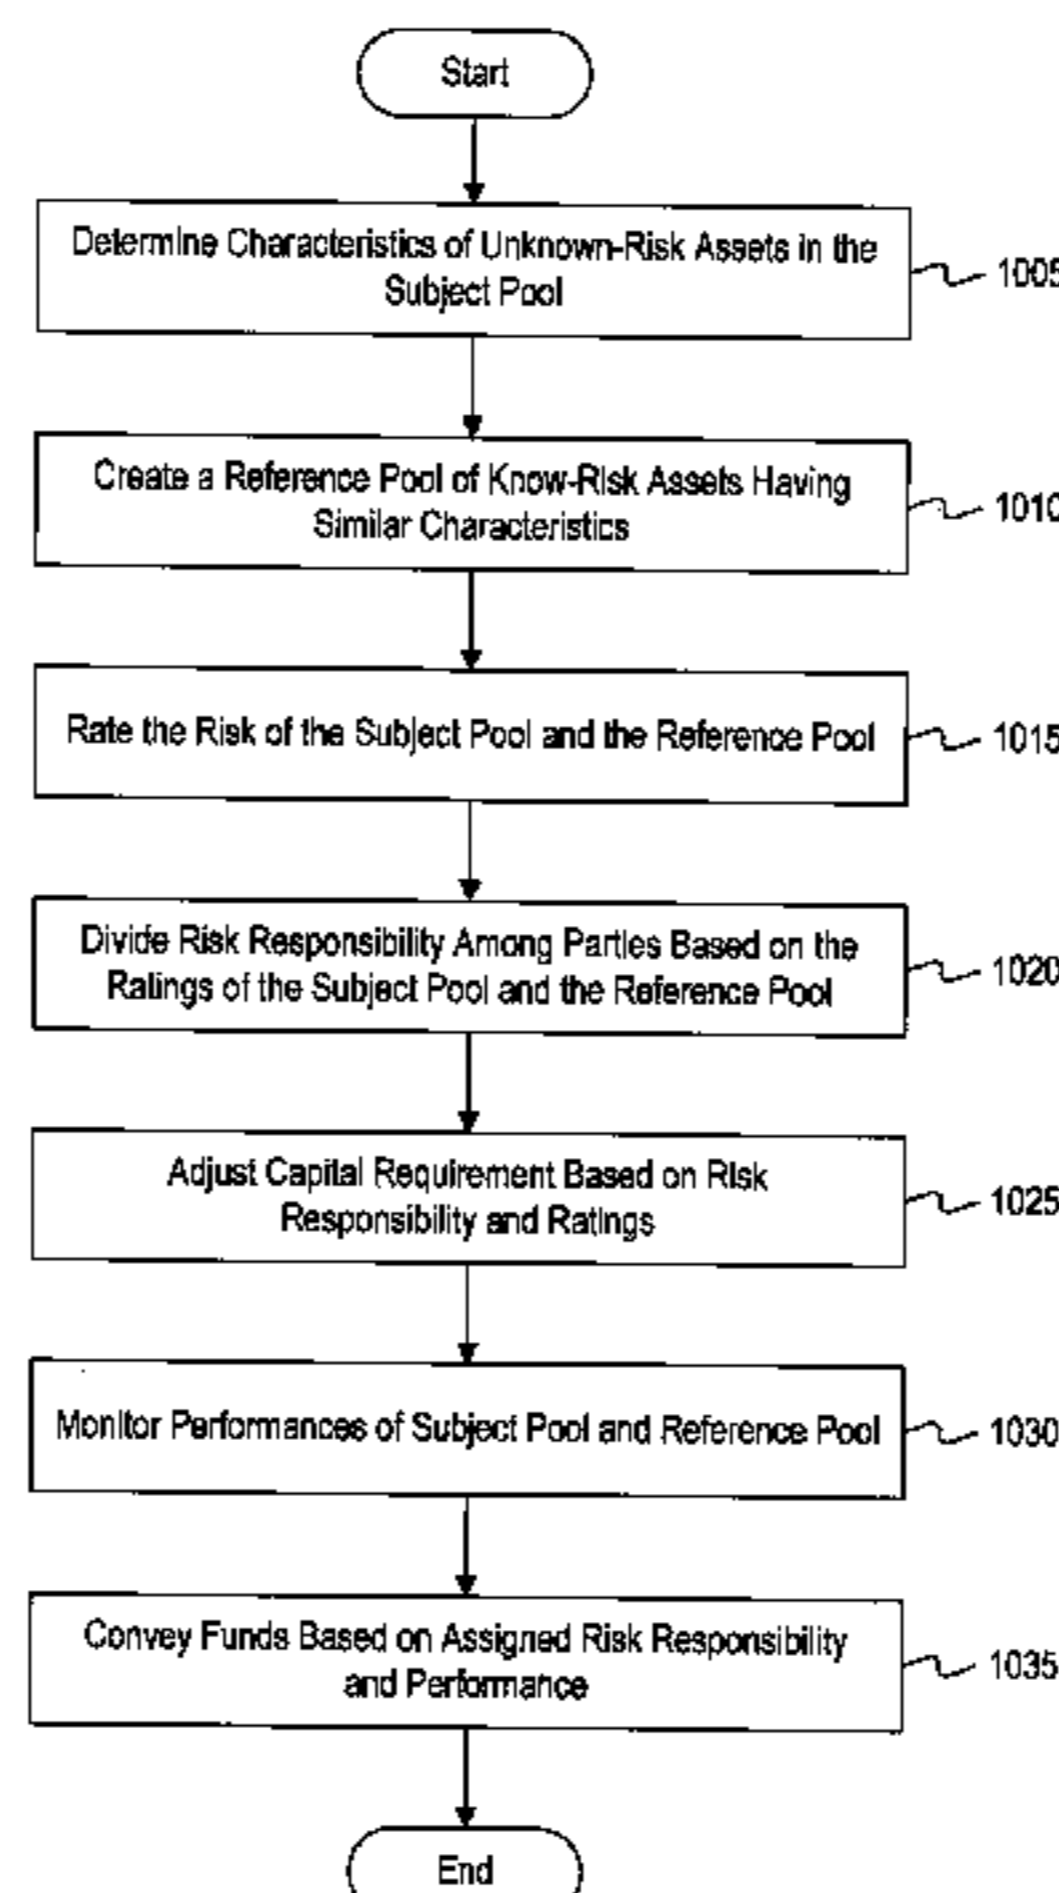 Start
Determine Characteristics of Unknown-Risk Assets in the
Subject Pool
1005
Create a Reference Pool of Know-Risk Assets Having
Similar Characteristics
1010
Rate the Risk of the Subject Pool and the Reference Pool
1015
Divide Risk Responsibility Among Parties Based on the
Ratings of the Subject Pool and the Reference Pool
1020
Adjust Capital Requirement Based on Risk
Responsibility and Ratings
1025
Monitor Performances of Subject Pool and Reference Pool
1030
Convey Funds Based on Assigned Risk Responsibility
and Performance
1035
End